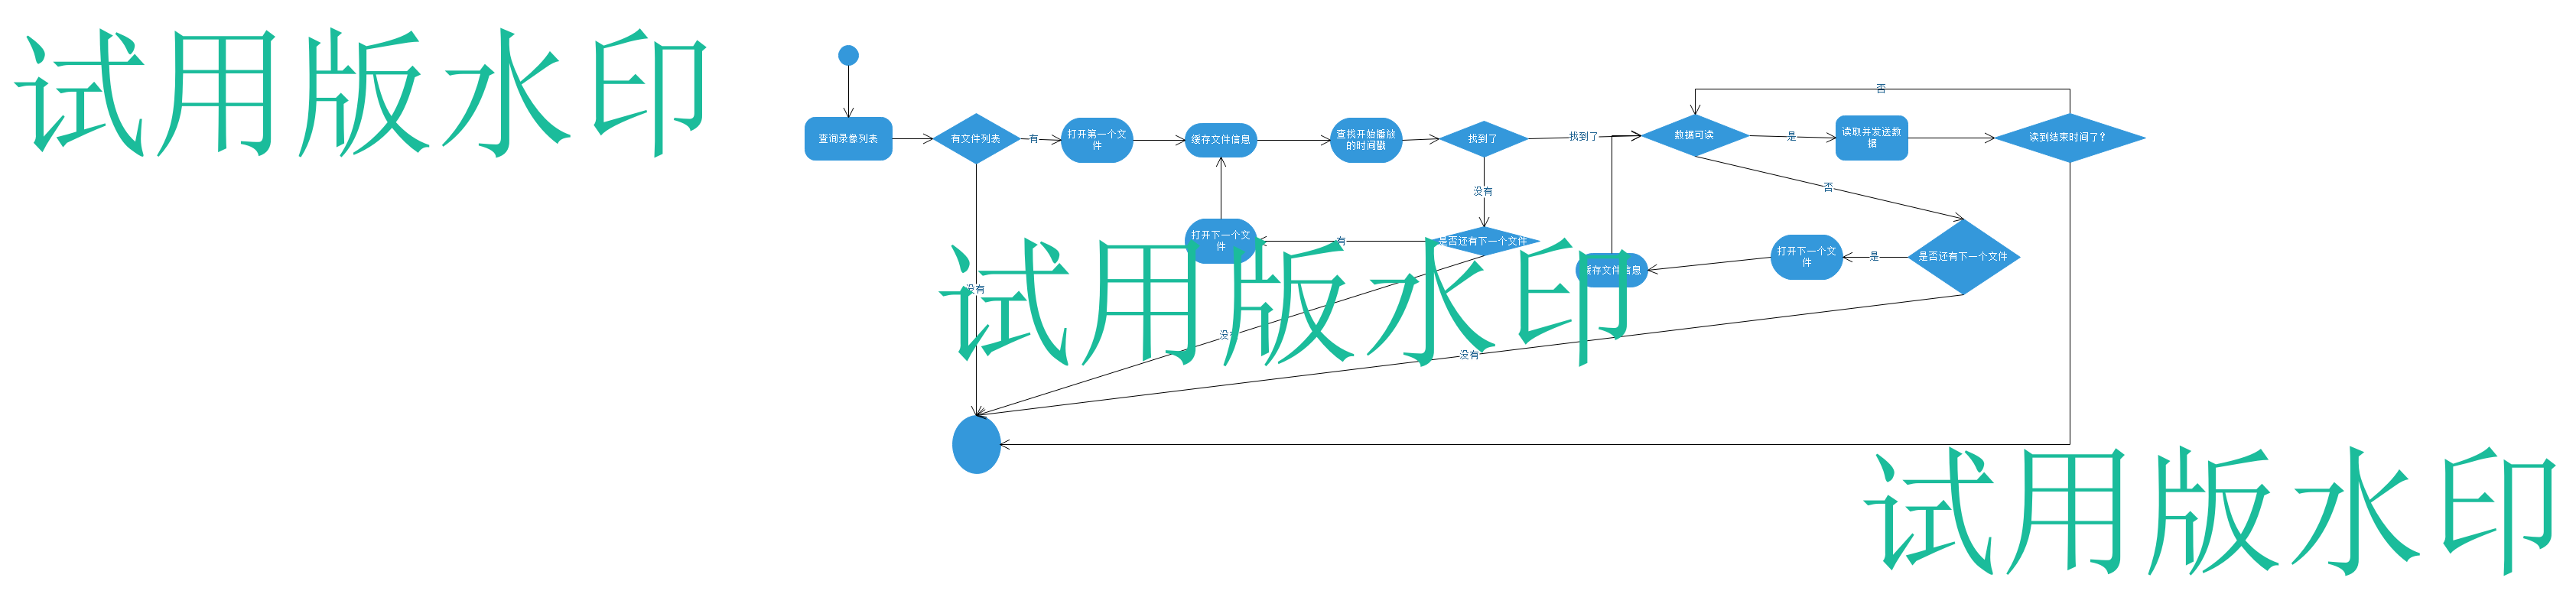 试用版水印
否
查询录像列表
有文件列表
有
打开第一个文
件
缓存文件信息
查找开始播放
的时间戳
找到了
找到了
数据可读
是
读取并发送数
据
读到结束时间了?
没有
否
打开下一个文
件
有
是否还有下一个文件
缓存文件信息
打开下一个文
件
是
是否还有下一个文件
没有
试用版水印
没有
没有
试用版水印